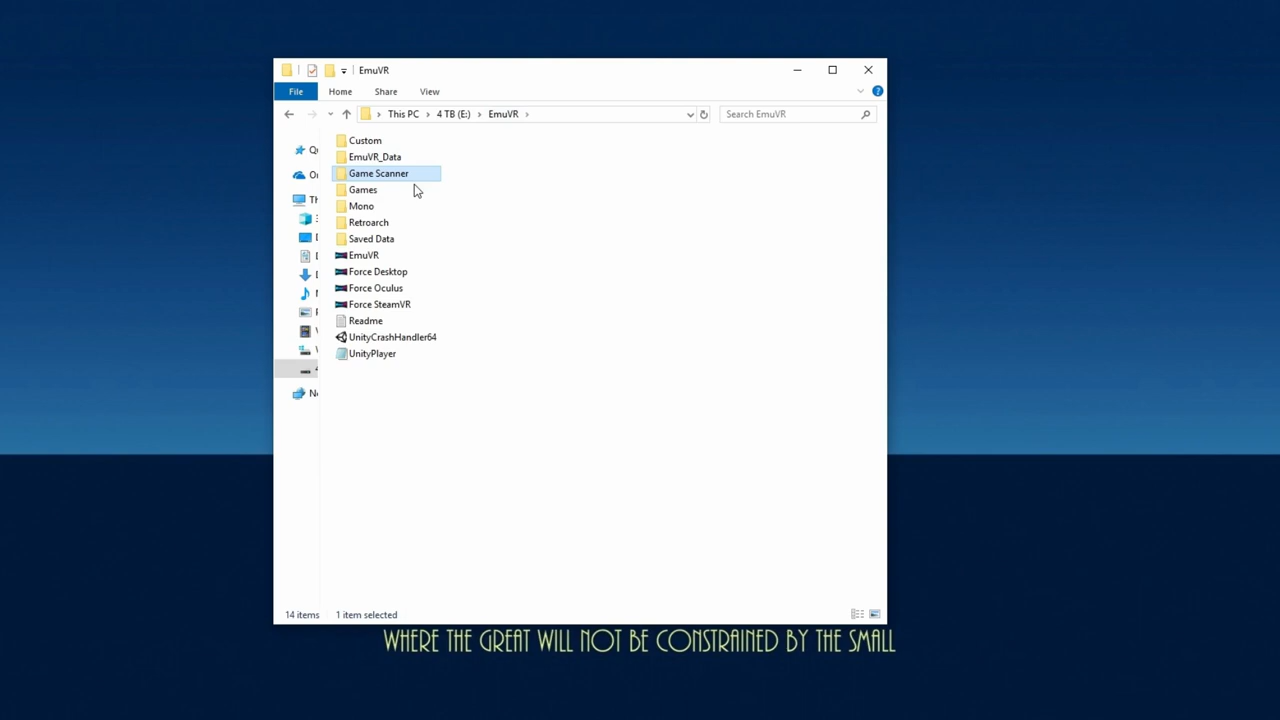 EmuVR
File Home Share View
This PC > 4 TB (E:) > EmuVR >
Search EmuVR
Custom
EmuVR_Data
Game Scanner
Games
Mono
Retroarch
Saved Data
EmuVR
Force Desktop
Force Oculus
Force SteamVR
Readme
UnityCrashHandler64
UnityPlayer
14 items 1 item selected
WHERE THE GREAT WILL NOT BE CONSTRAINED BY THE SMALL